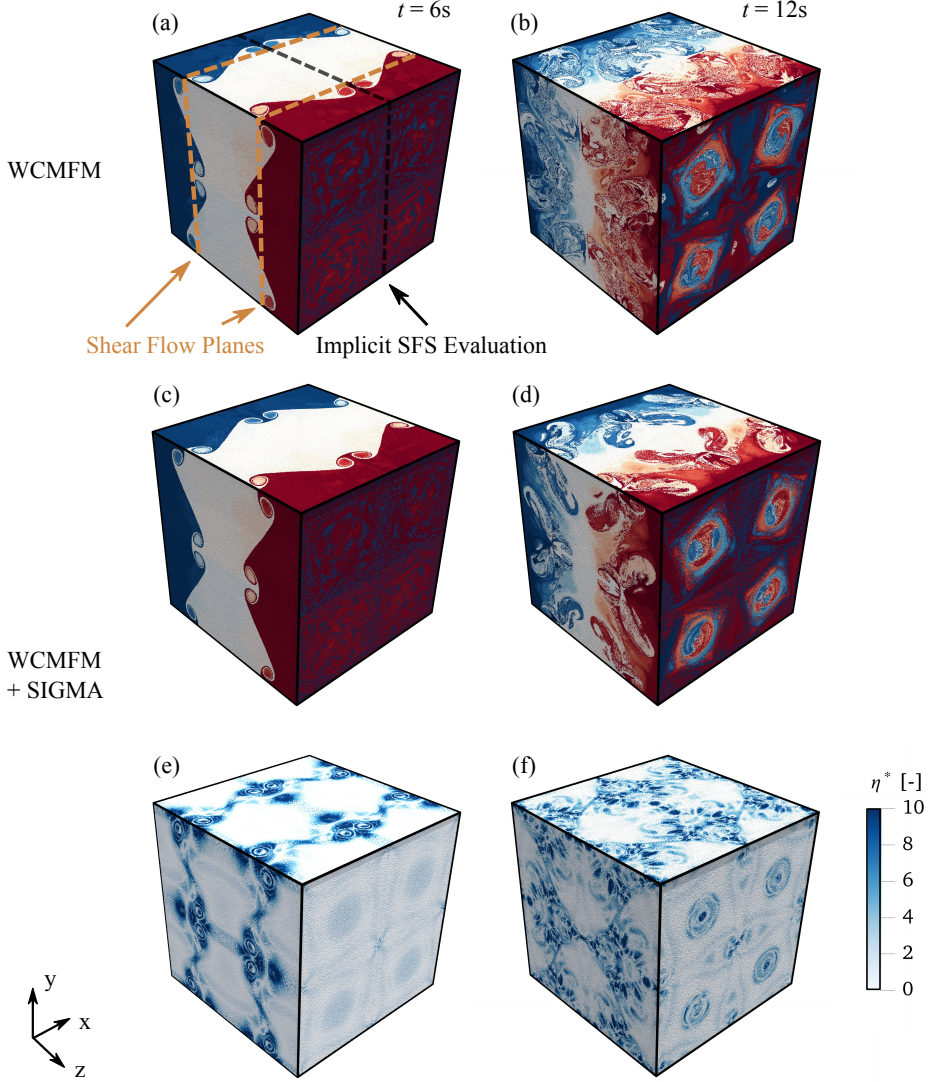 (a)
t = 6s
(b)
t = 12s
WCMFM
Shear Flow Planes
Implicit SFS Evaluation
(c)
(d)
WCMFM
+ SIGMA
(e)
(f)
η* [-]
10
8
6
4
2
0
y
x
z